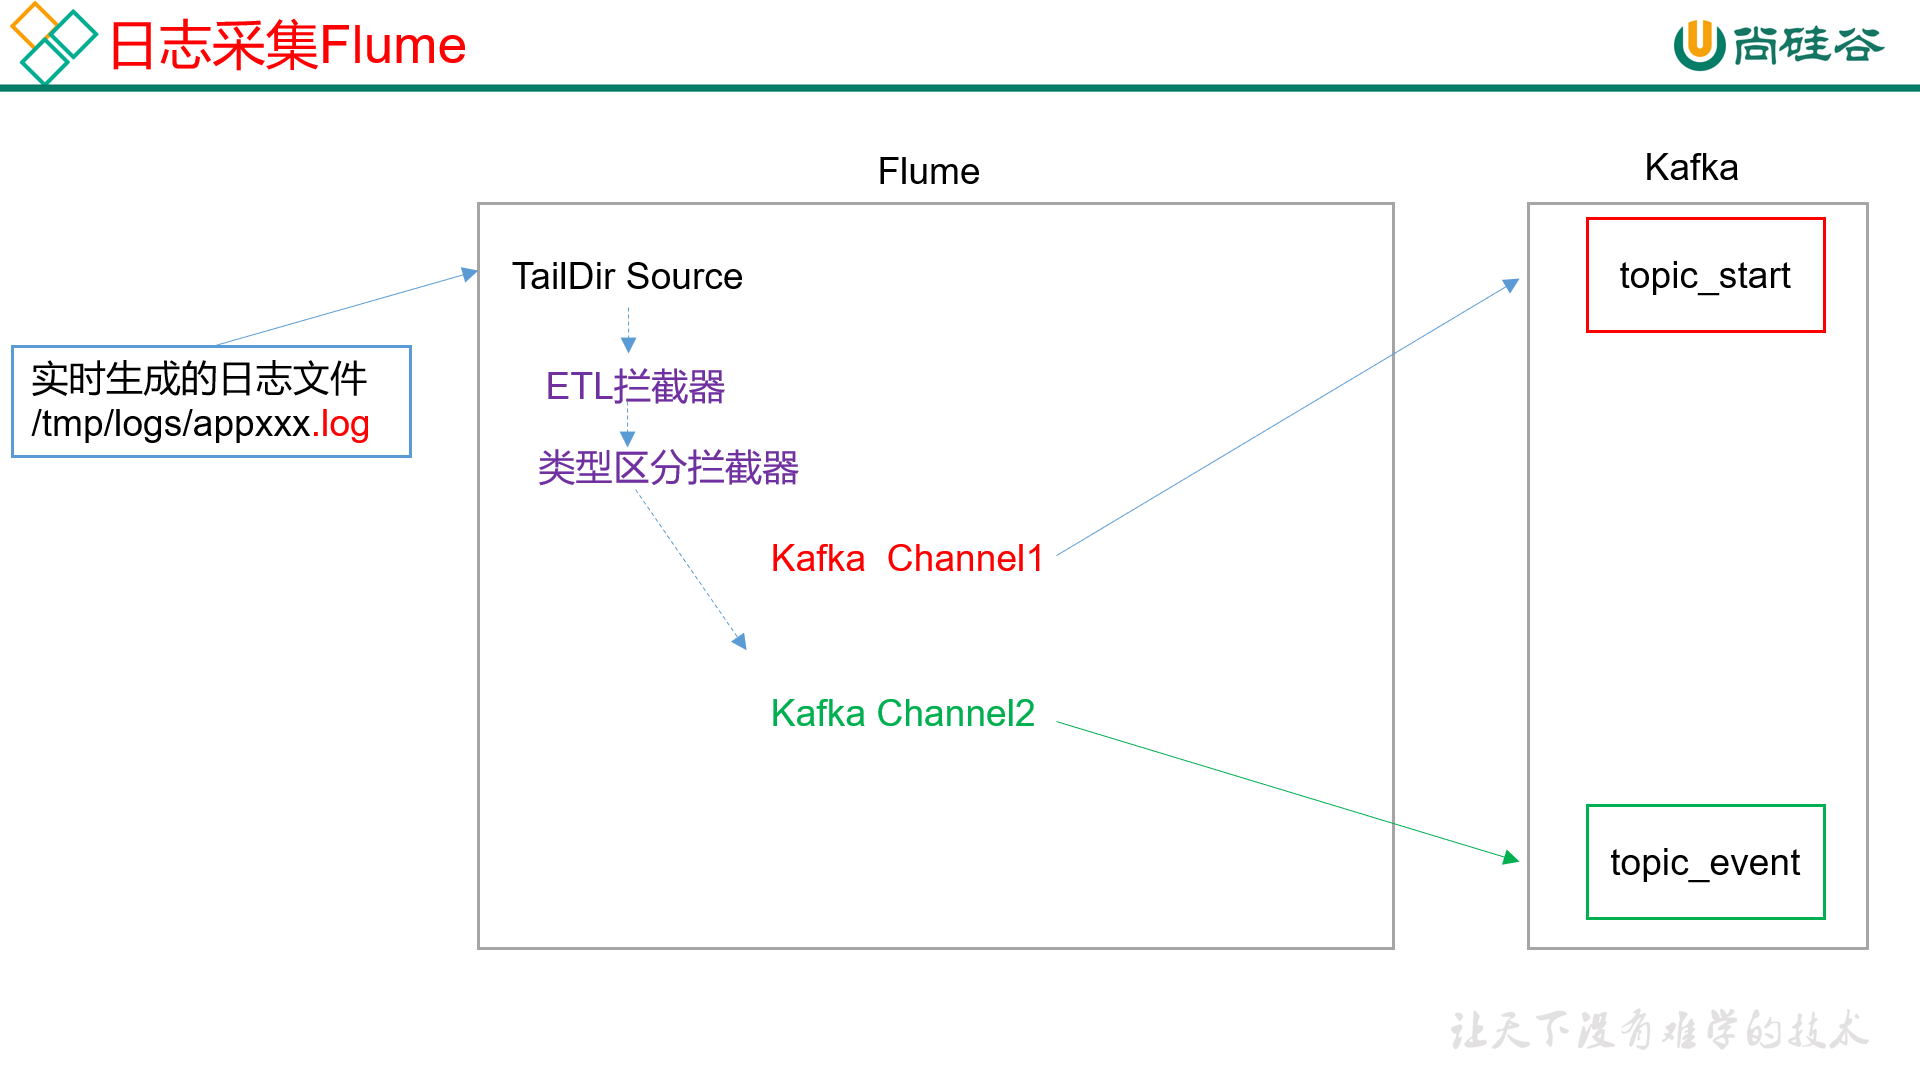 日志采集Flume
尚硅谷
Flume
Kafka
TailDir Source
topic_start
实时生成的日志文件
/tmp/logs/appxxx.log
ETL拦截器
类型区分拦截器
Kafka  Channel1
Kafka Channel2
topic_event
让天下没有难学的技术